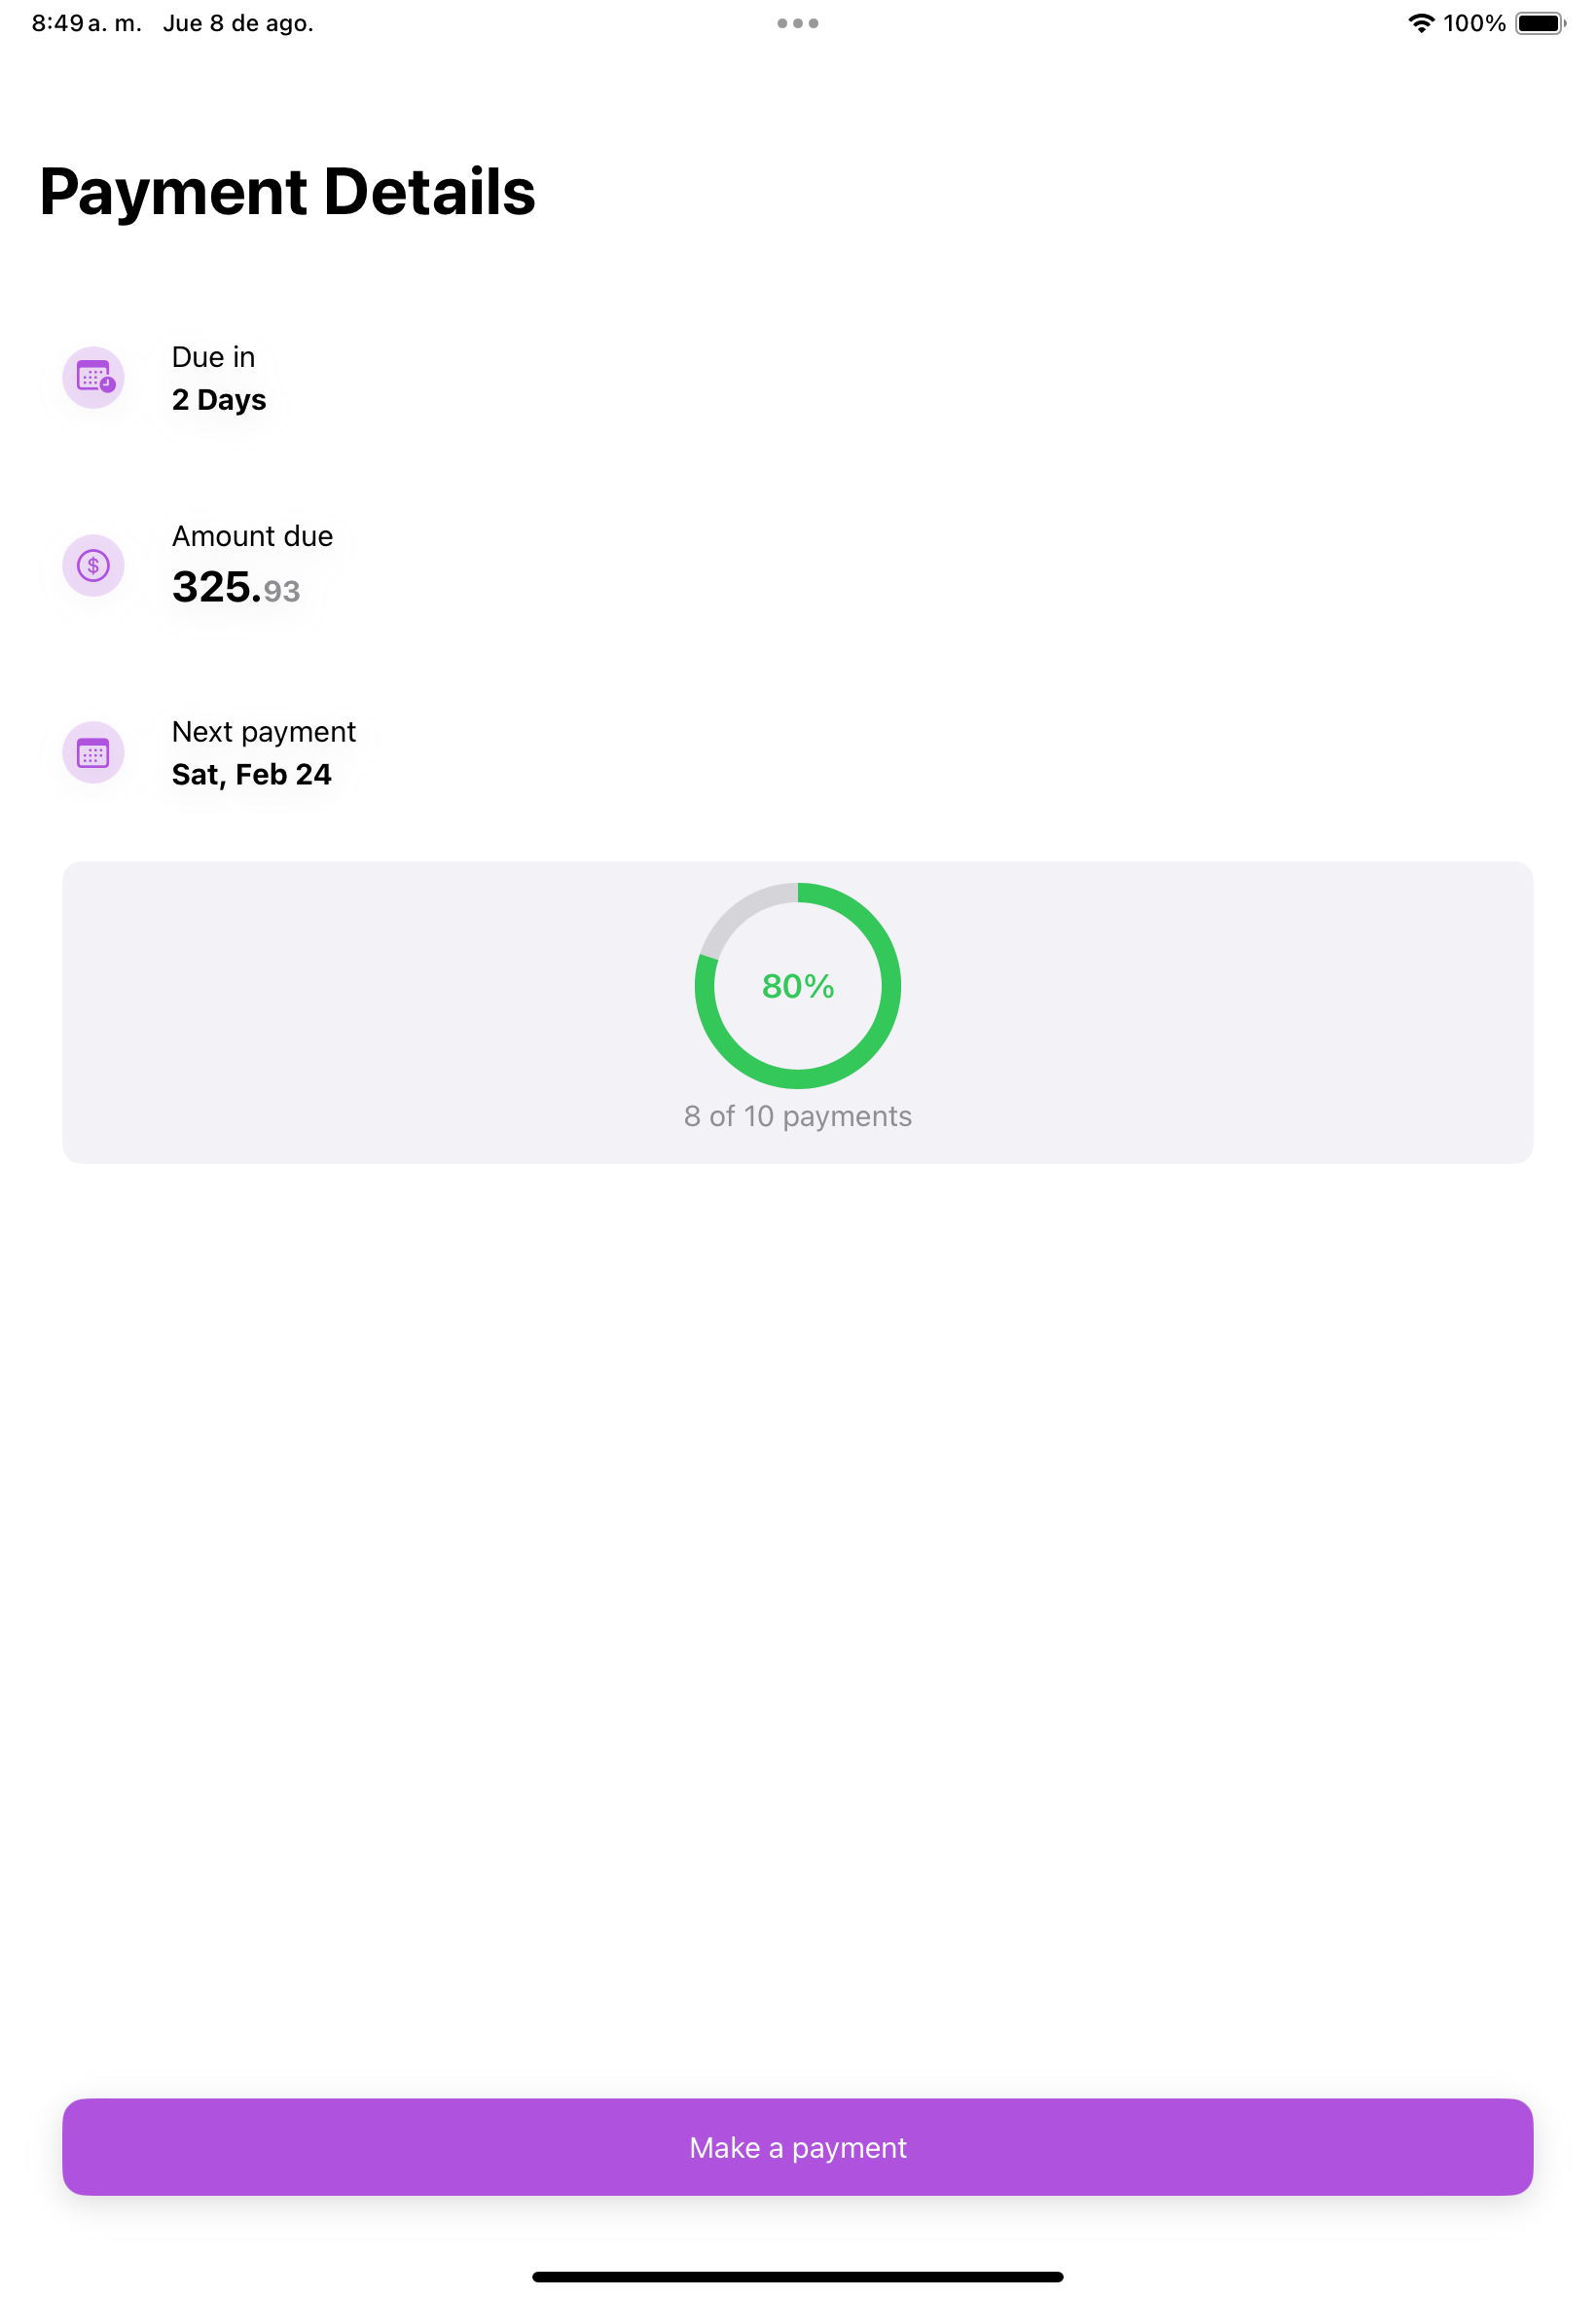 8:49 a. m. Jue 8 de ago.
100%
Payment Details
Due in
2 Days
Amount due
$
325.93
Next payment
Sat, Feb 24
80%
8 of 10 payments
Make a payment